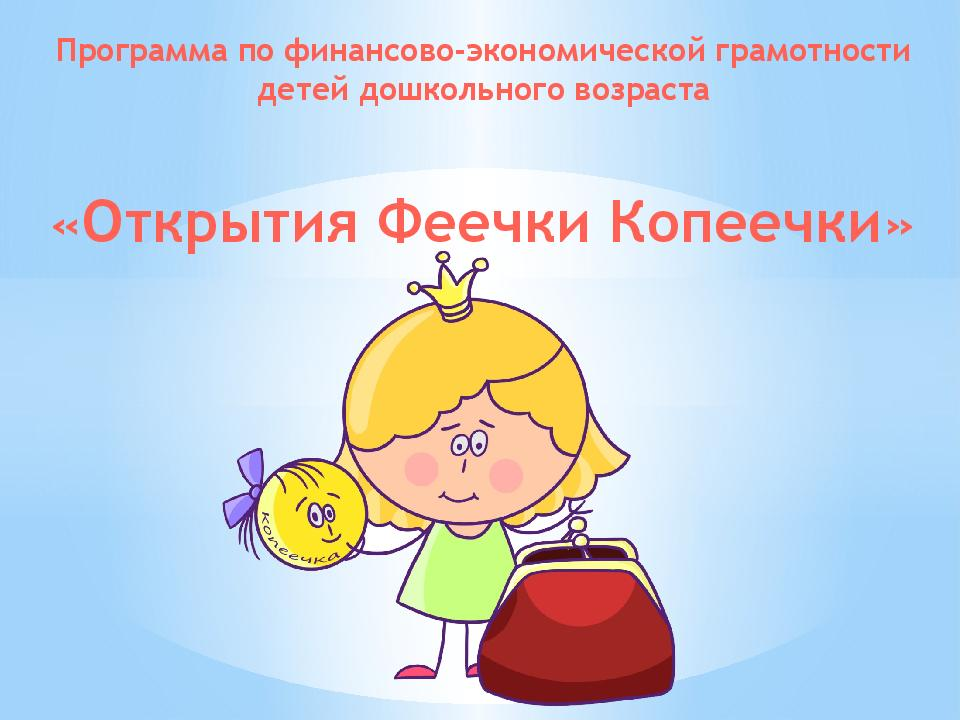 Программа по финансово-экономической грамотности
детей дошкольного возраста
«Открытия Феечки Копеечки»
копеечка